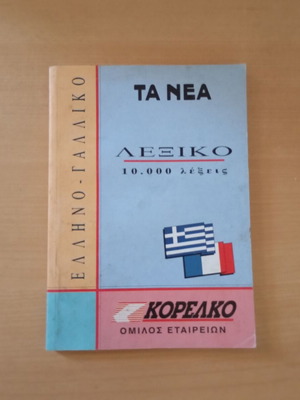 ΕΛΛΗΝΟ-ΓΑΛΛΙΚΟ
ΤΑ ΝΕΑ
ΛΕΞΙΚΟ
10.000 λέξεις
ΚΟΡΕΛΚΟ
ΟΜΙΛΟΣ ΕΤΑΙΡΕΙΩΝ